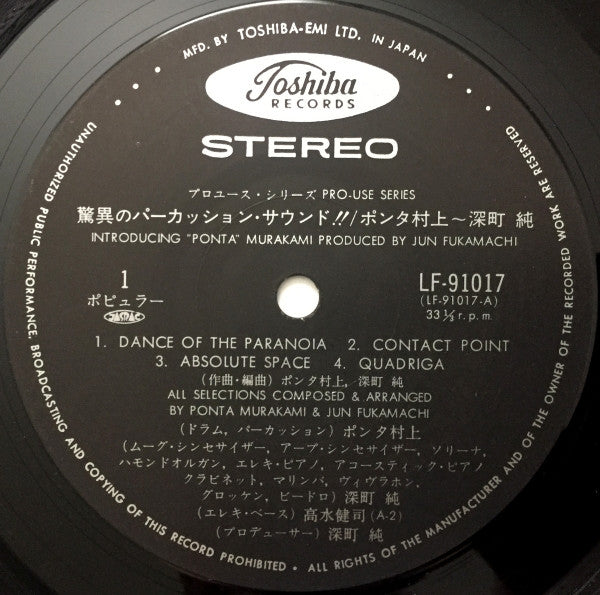 MFD. BY TOSHIBA-EMI LTD. IN JAPAN
Toshiba
RECORDS
STEREO
プロユース・シリーズ PRO-USE SERIES
驚異のパーカッション・サウンド!!/ポンタ村上〜深町 純
INTRODUCING "PONTA" MURAKAMI PRODUCED BY JUN FUKAMACHI
1
LF-91017
ポピュラー
(LF-91017-A)
JASRAC
33 1/3 r.p.m.
1. DANCE OF THE PARANOIA 2. CONTACT POINT
3. ABSOLUTE SPACE 4. QUADRIGA
(作曲・編曲) ポンタ村上, 深町 純
ALL SELECTIONS COMPOSED & ARRANGED
BY PONTA MURAKAMI & JUN FUKAMACHI
(ドラム, パーカッション) ポンタ村上
(ムーグ・シンセサイザー, アープ・シンセサイザー, ソリーナ,
ハモンドオルガン, エレキ・ピアノ, アコースティック・ピアノ
クラビネット, マリンバ, ヴィヴラホン,
グロッケン, ビードロ) 深町 純
(エレキ・ベース) 高水健司 (A-2)
(プロデューサー) 深町 純
UNAUTHORIZED PUBLIC PERFORMANCE, BROADCASTING AND COPYING OF THIS RECORD PROHIBITED • ALL RIGHTS OF THE MANUFACTURER AND OF THE OWNER OF THE RECORDED WORK ARE RESERVED